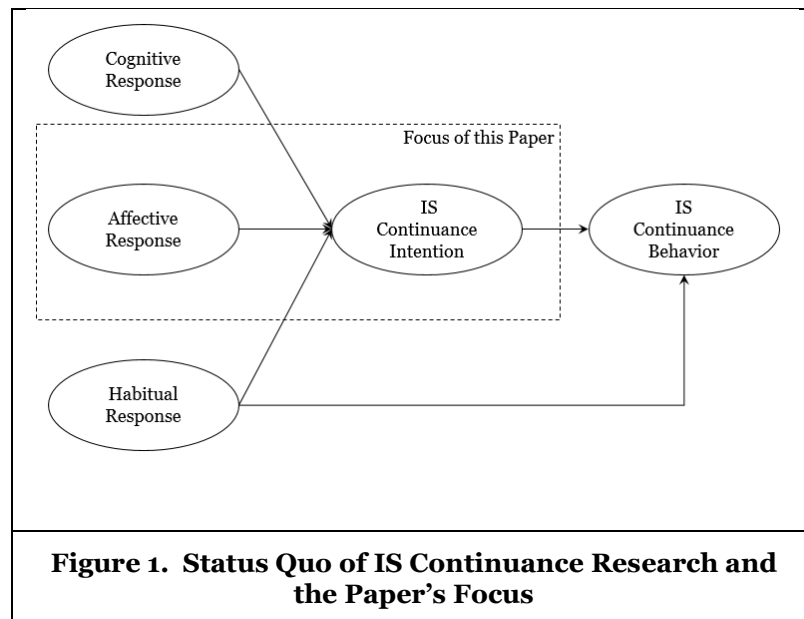 Cognitive
Response
Focus of this Paper
Affective
Response
IS
Continuance
Intention
IS
Continuance
Behavior
Habitual
Response
Figure 1. Status Quo of IS Continuance Research and
the Paper's Focus